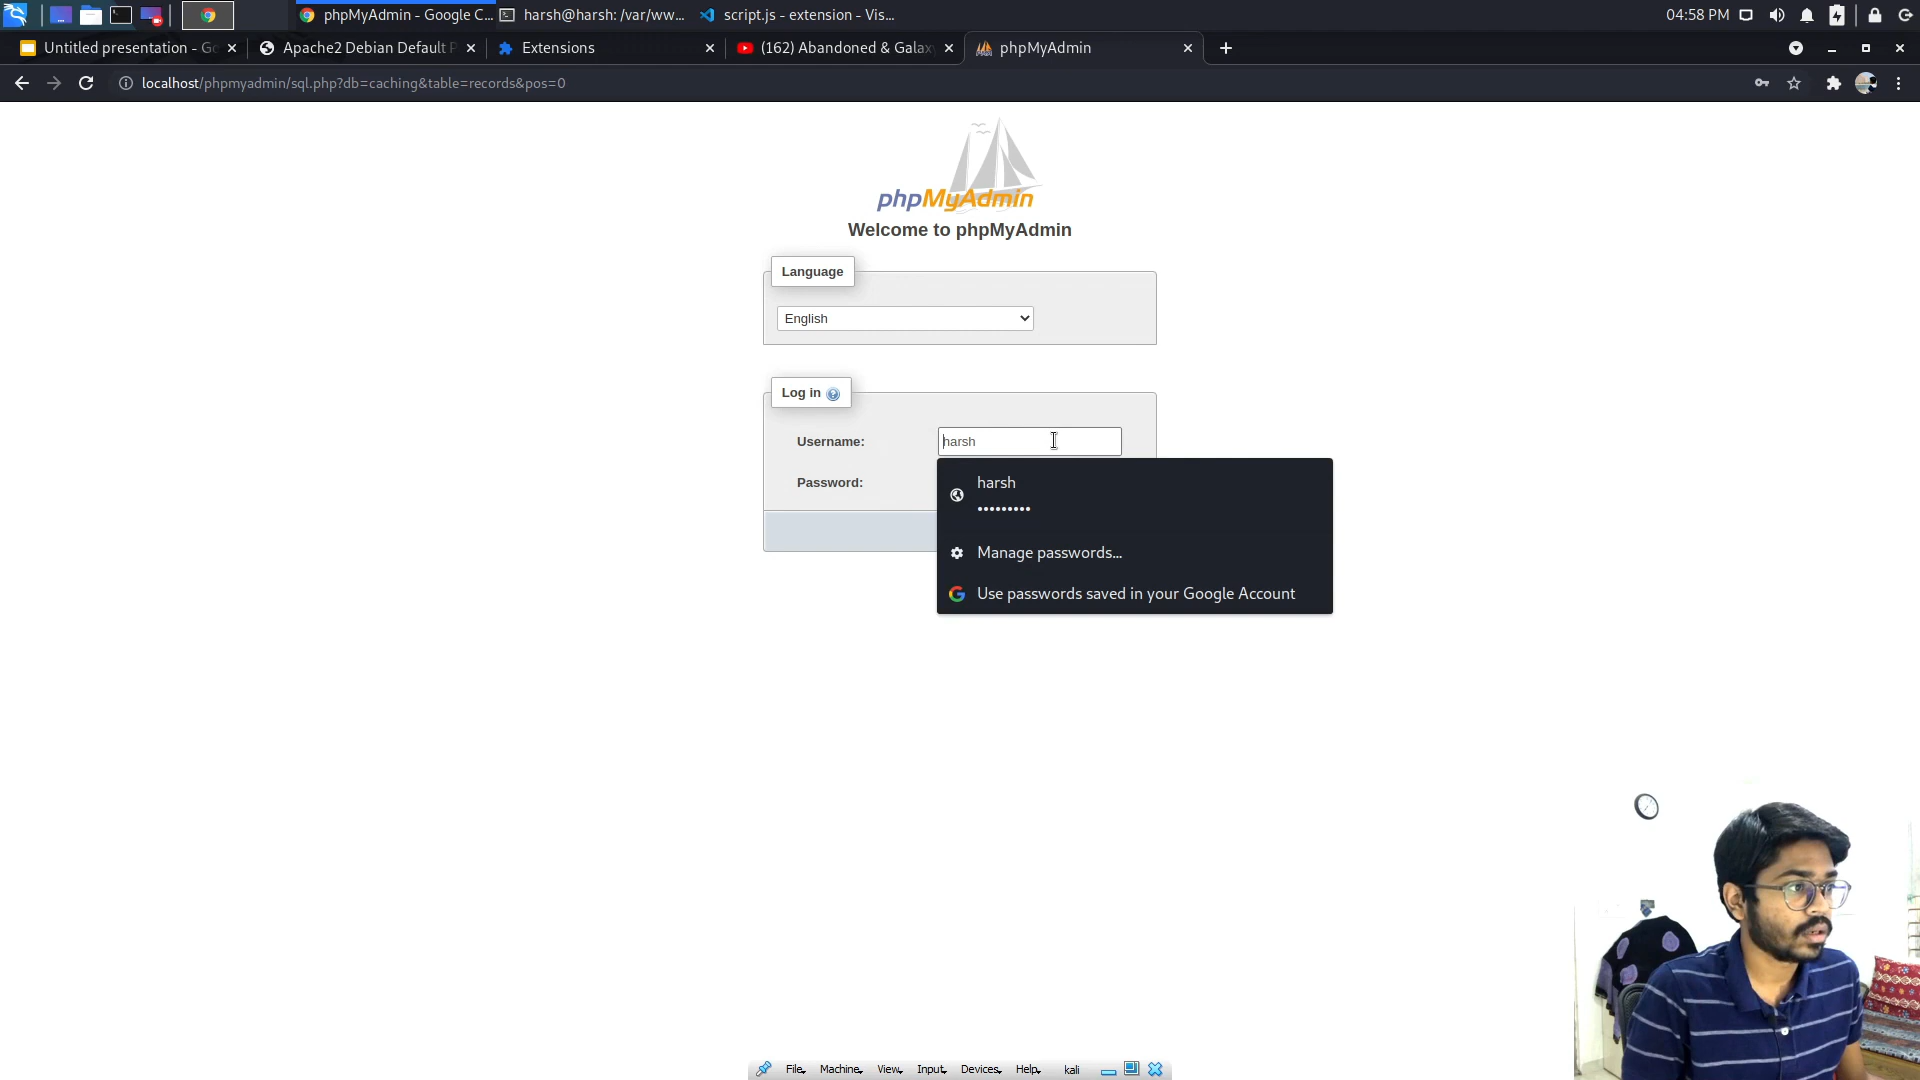 phpMyAdmin - Google C...
harsh@harsh: /var/ww...
script.js - extension - Vis...
04:58 PM
Untitled presentation - Go
Apache2 Debian Default P
Extensions
(162) Abandoned & Galax
phpMyAdmin
localhost/phpmyadmin/sql.php?db=caching&table=records&pos=0
phpMyAdmin
Welcome to phpMyAdmin
Language
English
Log in
Username:
harsh
Password:
harsh
•••••••••
Manage passwords...
Use passwords saved in your Google Account
File
Machine
View
Input
Devices
Help
kali